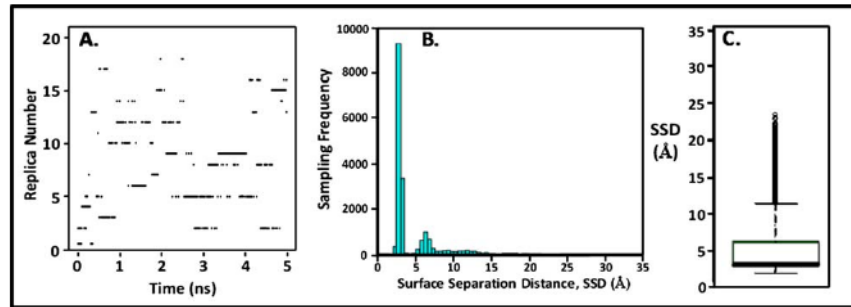 A.
Replica Number
20
15
10
5
0
0 1 2 3 4 5
Time (ns)
B.
Sampling Frequency
10000
8000
6000
4000
2000
0
0 5 10 15 20 25 30 35
Surface Separation Distance, SSD (Å)
C.
SSD
(Å)
35
30
25
20
15
10
5
0